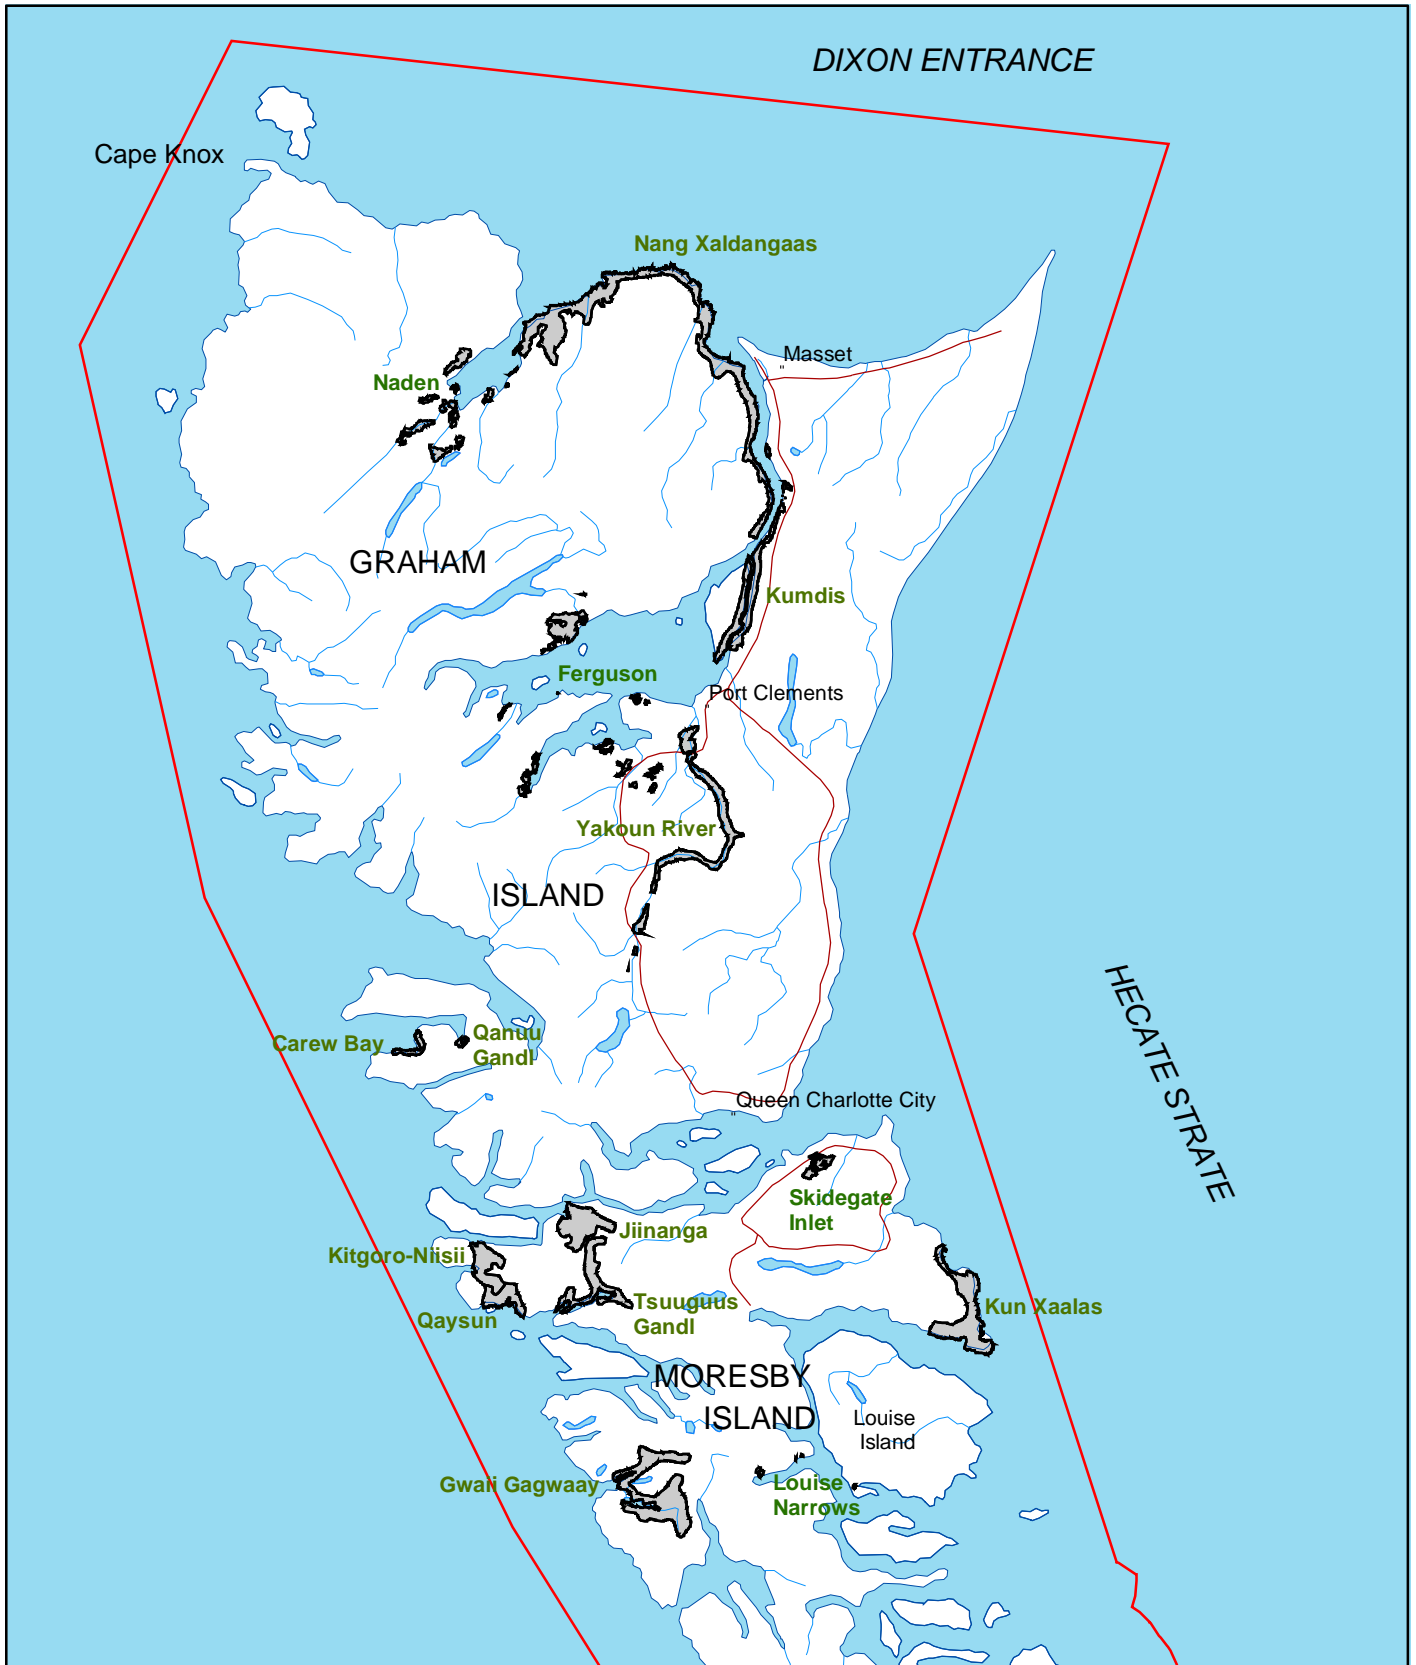 DIXON ENTRANCE
Cape Knox
Nang Xaldangaas
Masset
Naden
GRAHAM
Kumdis
Ferguson
Port Clements
Yakoun River
ISLAND
HECATE STRATE
Carew Bay
Qanuu
Gandl
Queen Charlotte City
Skidegate
Inlet
Jiinanga
Kitgoro-Niisii
Qaysun
Tsuuguus
Gandl
Kun Xaalas
MORESBY
ISLAND
Louise
Island
Gwaii Gagwaay
Louise
Narrows